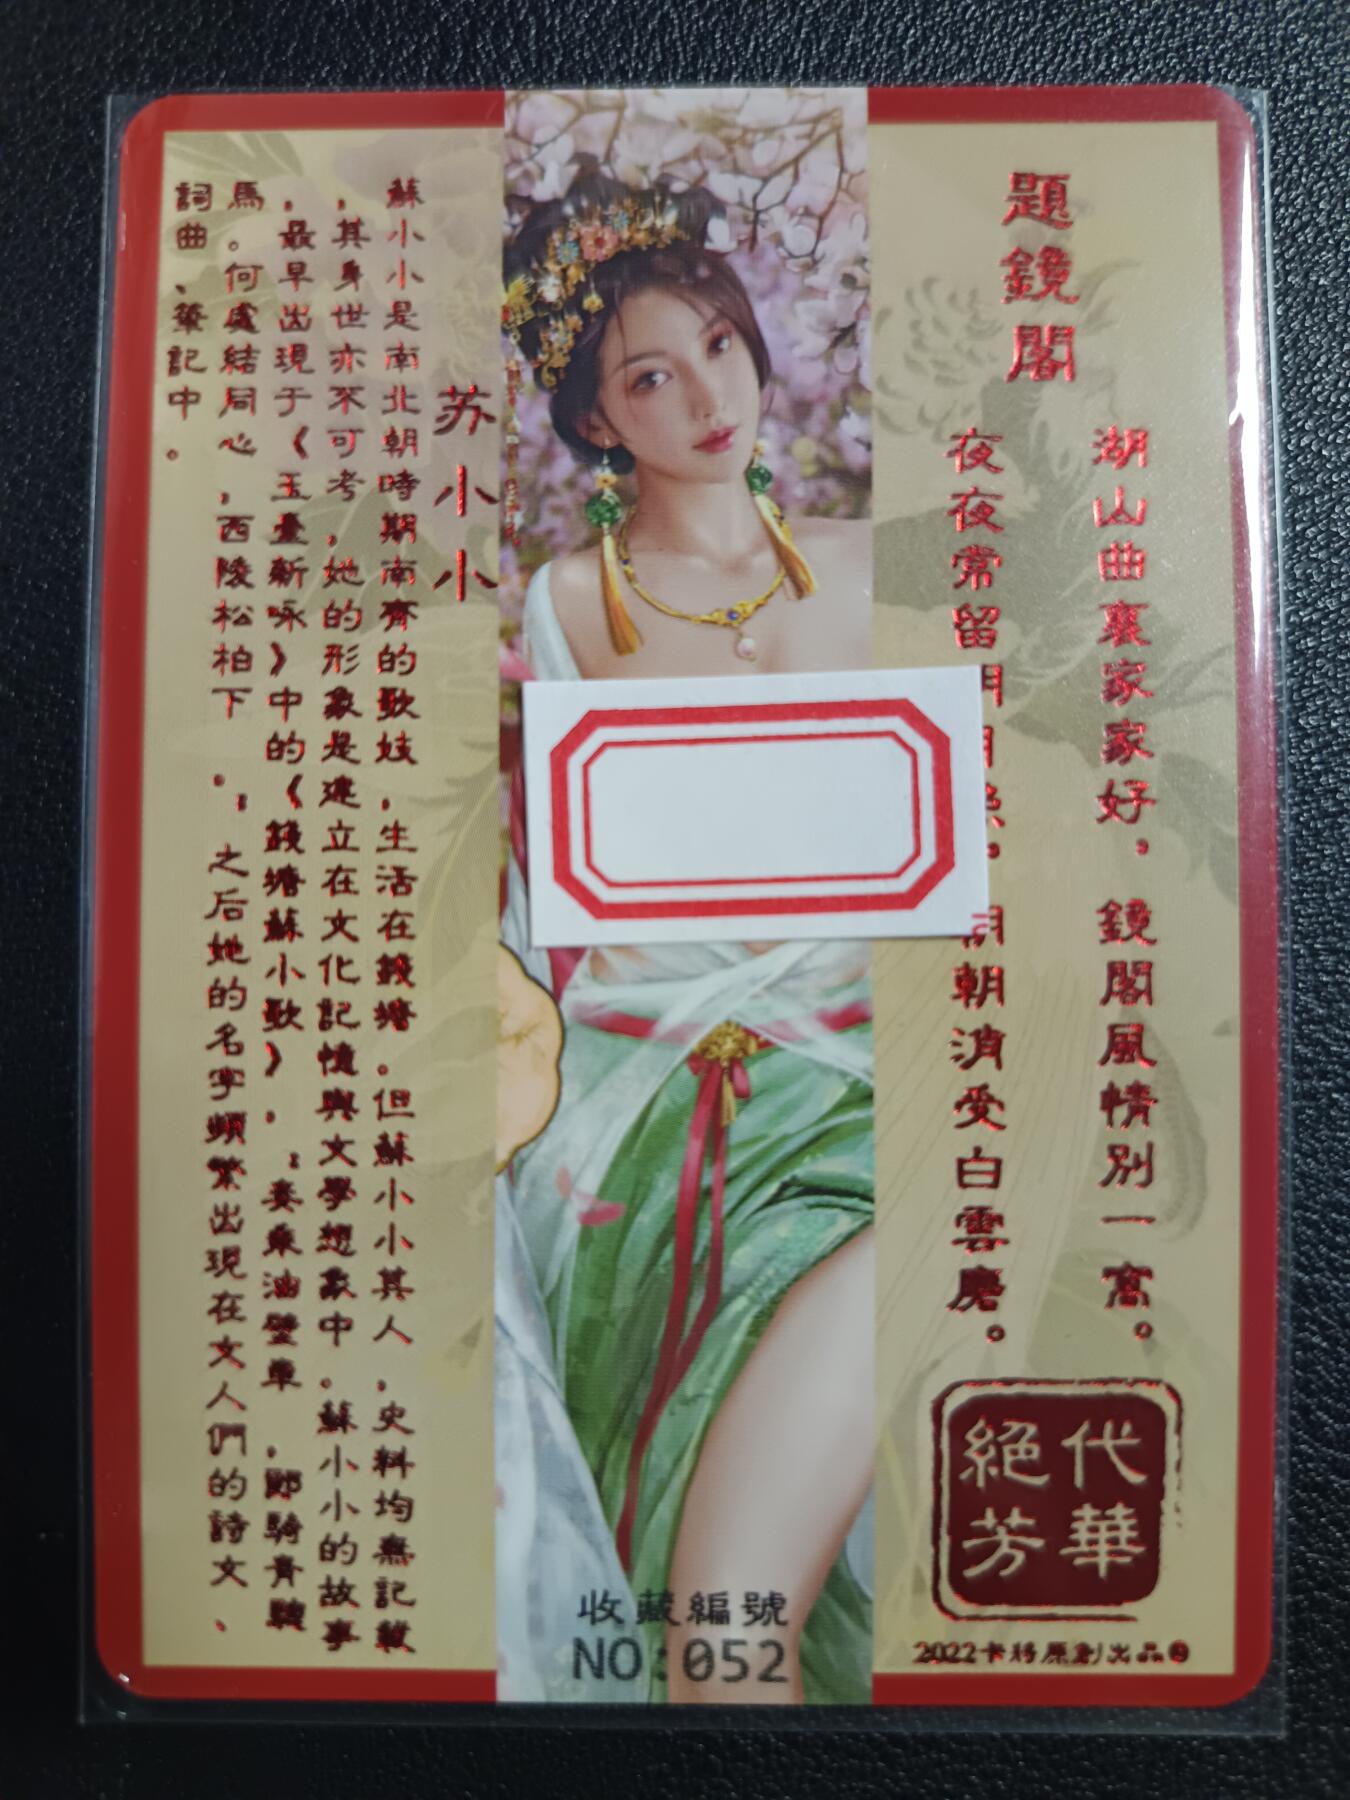 題鏡閣
湖山曲裏家家好，鏡閣風情別一窩。
夜夜常留明月照，朝朝消受白雲磨。
代華
絕芳
2022卡將原創出品
收藏編號
NO:052
苏小小
蘇小小是南北朝時期南齊的歌妓，生活在錢塘。但蘇小小其人，史料均無記載
，其身世亦不可考，她的形象是建立在文化記憶與文學想象中。蘇小小的故事
，最早出現于《玉臺新咏》中的《錢塘蘇小歌》，：妾乘油壁車，郎騎青驄
馬。何處結同心，西陵松柏下。；之后她的名字頻繁出現在文人們的詩文、
詞曲、筆記中。